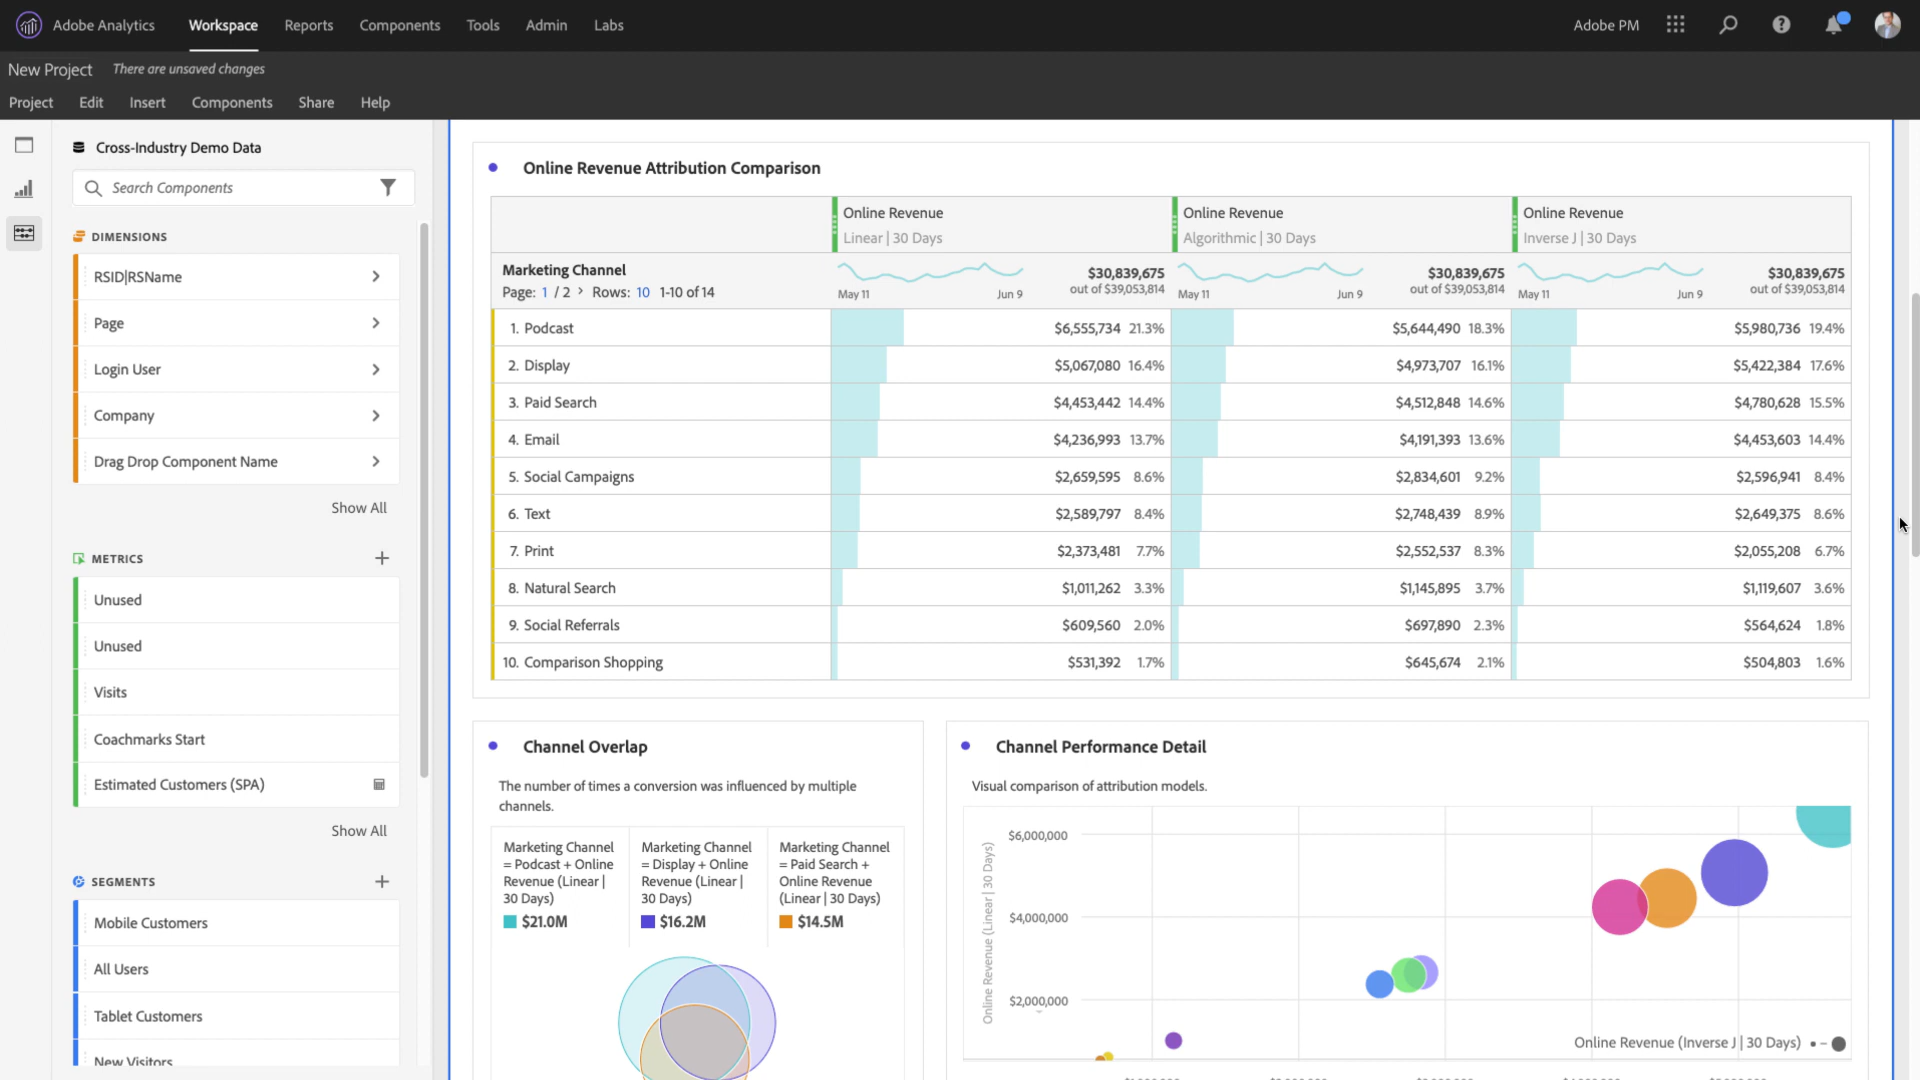 Adobe Analytics Workspace Reports Components Tools Admin Labs Adobe PM
New Project There are unsaved changes
Project Edit Insert Components Share Help
Cross-Industry Demo Data
Search Components
DIMENSIONS
RSID|RSName
Page
Login User
Company
Drag Drop Component Name
Show All
METRICS
Unused
Unused
Visits
Coachmarks Start
Estimated Customers (SPA)
Show All
SEGMENTS
Mobile Customers
All Users
Tablet Customers
New Visitors
Online Revenue Attribution Comparison
Online Revenue Online Revenue Online Revenue
Linear | 30 Days Algorithmic | 30 Days Inverse J | 30 Days
Marketing Channel $30,839,675 $30,839,675 $30,839,675
Page: 1 / 2 > Rows: 10 1-10 of 14 May 11 Jun 9 out of $39,053,814 May 11 Jun 9 out of $39,053,814 May 11 Jun 9 out of $39,053,814
1. Podcast $6,555,734 21.3% $5,644,490 18.3% $5,980,736 19.4%
2. Display $5,067,080 16.4% $4,973,707 16.1% $5,422,384 17.6%
3. Paid Search $4,453,442 14.4% $4,512,848 14.6% $4,780,628 15.5%
4. Email $4,236,993 13.7% $4,191,393 13.6% $4,453,603 14.4%
5. Social Campaigns $2,659,595 8.6% $2,834,601 9.2% $2,596,941 8.4%
6. Text $2,589,797 8.4% $2,748,439 8.9% $2,649,375 8.6%
7. Print $2,373,481 7.7% $2,552,537 8.3% $2,055,208 6.7%
8. Natural Search $1,011,262 3.3% $1,145,895 3.7% $1,119,607 3.6%
9. Social Referrals $609,560 2.0% $697,890 2.3% $564,624 1.8%
10. Comparison Shopping $531,392 1.7% $645,674 2.1% $504,803 1.6%
Channel Overlap
The number of times a conversion was influenced by multiple
channels.
Marketing Channel
= Podcast + Online
Revenue (Linear |
30 Days)
$21.0M
Marketing Channel
= Display + Online
Revenue (Linear |
30 Days)
$16.2M
Marketing Channel
= Paid Search +
Online Revenue
(Linear | 30 Days)
$14.5M
Channel Performance Detail
Visual comparison of attribution models.
Online Revenue (Linear | 30 Days)
$6,000,000
$4,000,000
$2,000,000
Online Revenue (Inverse J | 30 Days)